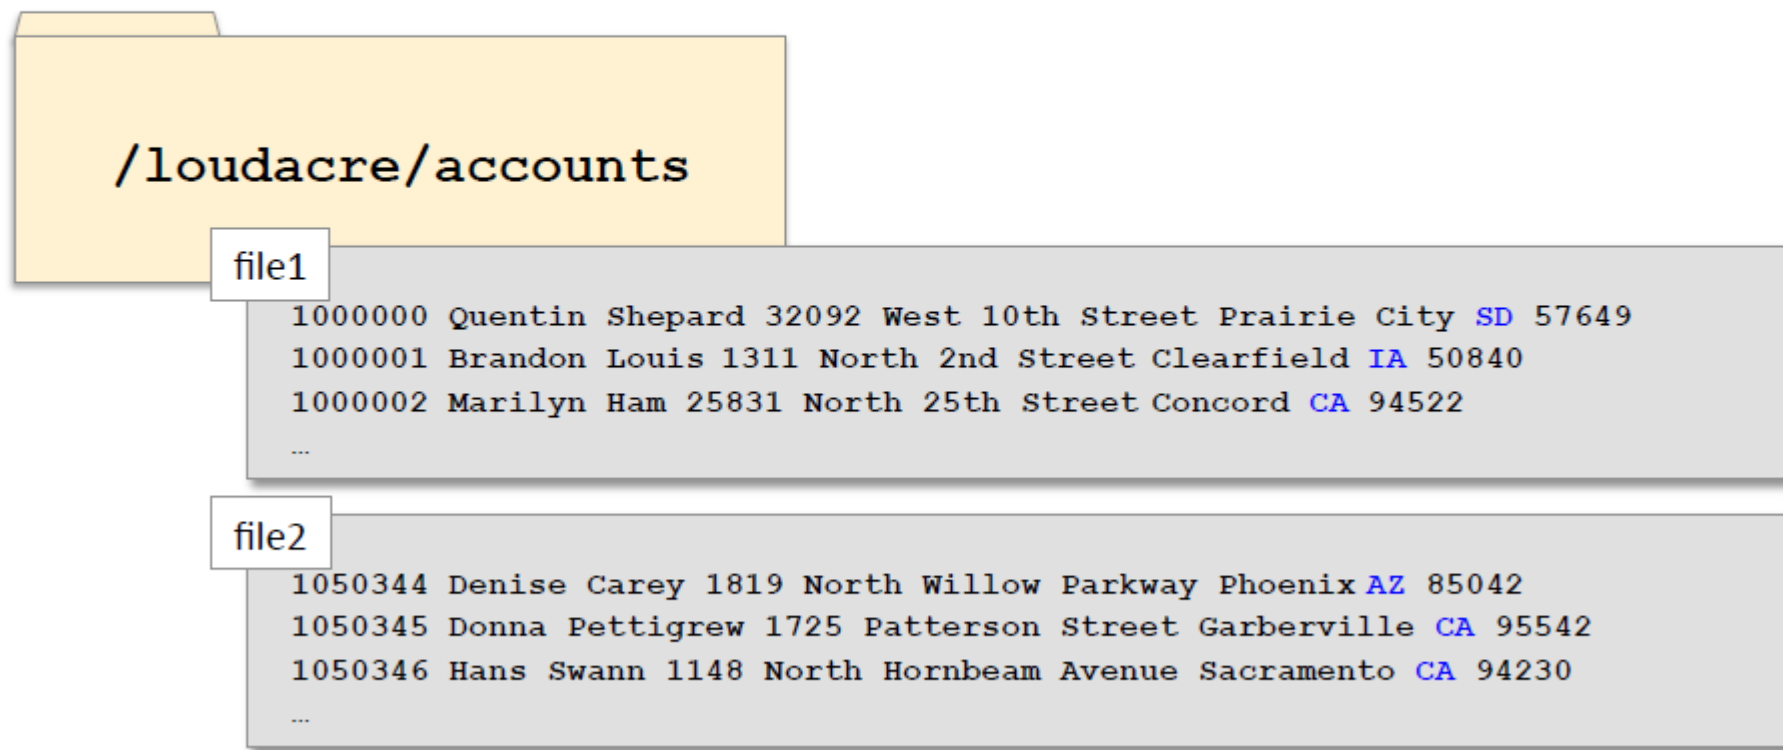 /loudacre/accounts
file1
1000000 Quentin Shepard 32092 West 10th Street Prairie City SD 57649
1000001 Brandon Louis 1311 North 2nd Street Clearfield IA 50840
1000002 Marilyn Ham 25831 North 25th Street Concord CA 94522
…
file2
1050344 Denise Carey 1819 North Willow Parkway Phoenix AZ 85042
1050345 Donna Pettigrew 1725 Patterson Street Garberville CA 95542
1050346 Hans Swann 1148 North Hornbeam Avenue Sacramento CA 94230
…